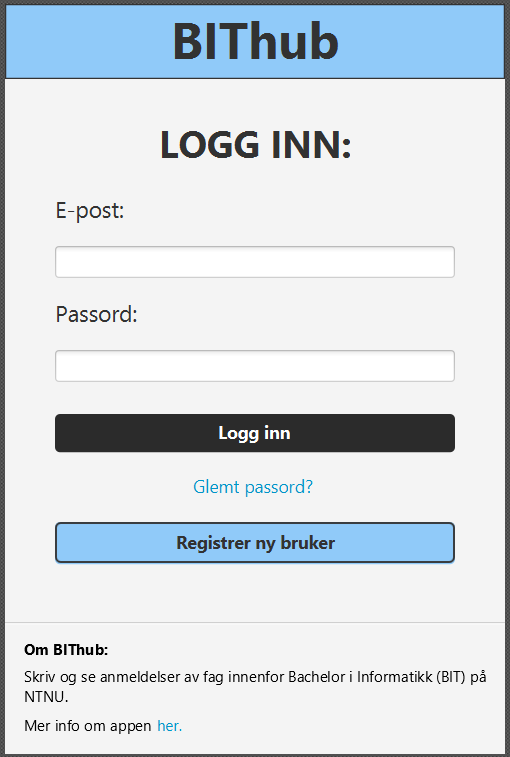 BIThub
LOGG INN:
E-post:
Passord:
Logg inn
Glemt passord?
Registrer ny bruker
Om BIThub:
Skriv og se anmeldelser av fag innenfor Bachelor i Informatikk (BIT) på
NTNU.
Mer info om appen her.